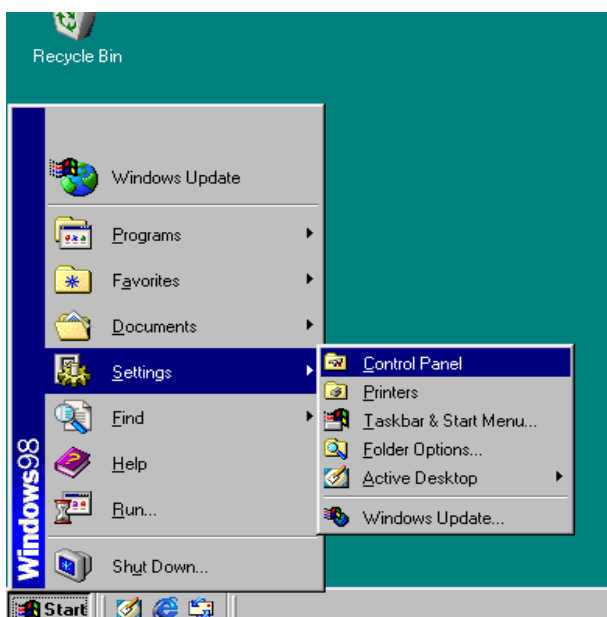 Recycle Bin
Windows Update
Programs
Favorites
Documents
Settings
Find
Help
Run...
Shut Down...
Windows98
Control Panel
Printers
Taskbar & Start Menu...
Folder Options...
Active Desktop
Windows Update...
Start